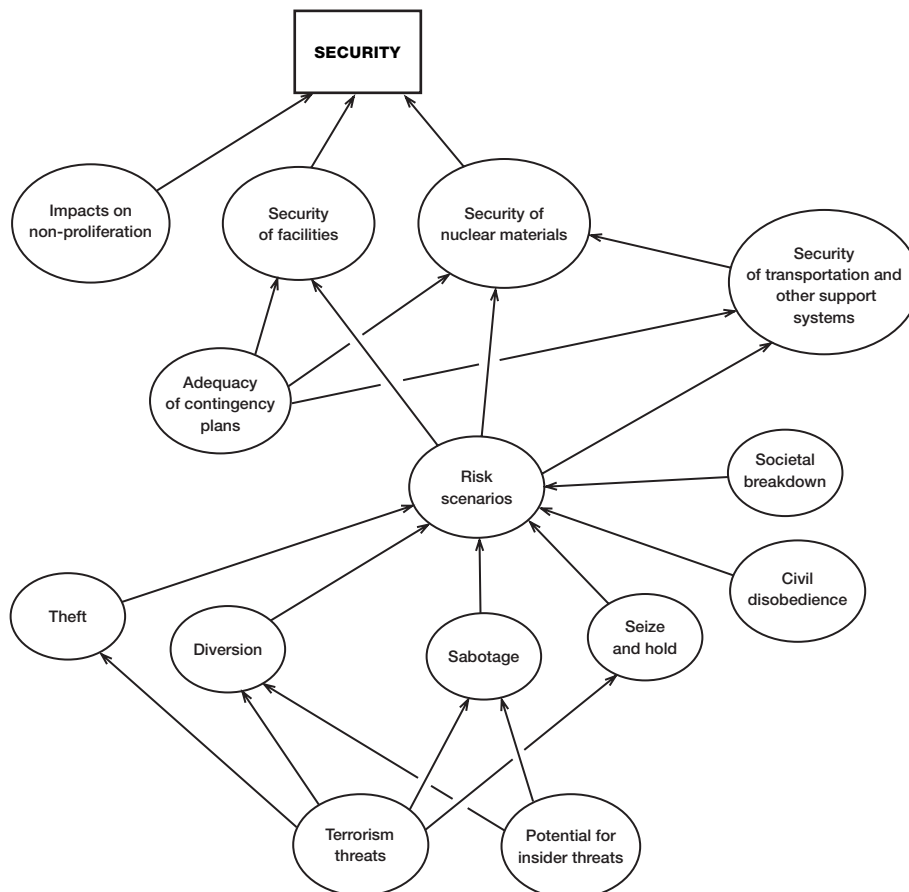 SECURITY
Impacts on
non-proliferation
Security
of facilities
Security of
nuclear materials
Security
of transportation and
other support
systems
Adequacy
of contingency
plans
Risk
scenarios
Societal
breakdown
Civil
disobedience
Theft
Diversion
Sabotage
Seize
and hold
Terrorism
threats
Potential for
insider threats